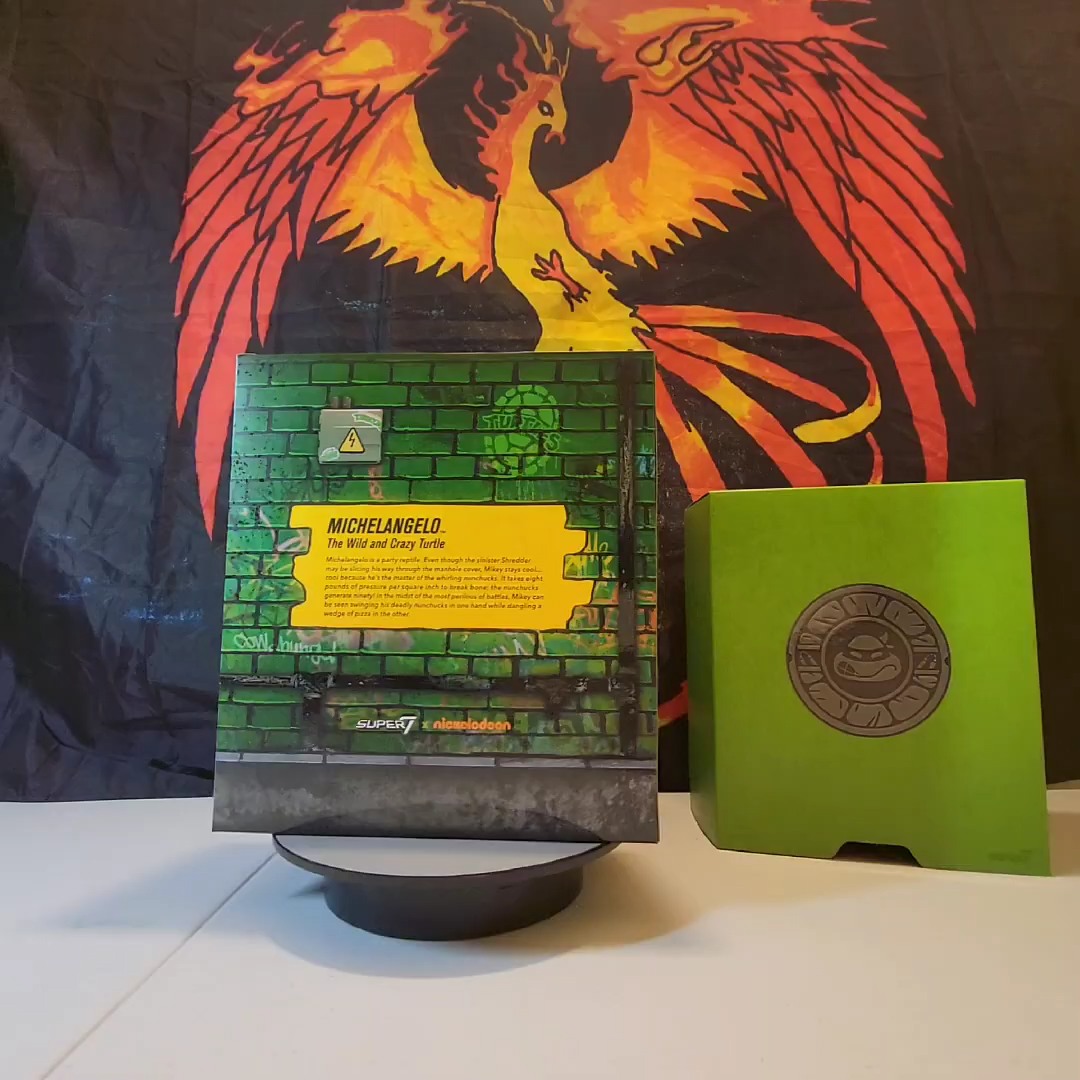 TURTLES
MICHELANGELO™
The Wild and Crazy Turtle
Michelangelo is a party reptile. Even though the sinister Shredder
may be slicing his way through the manhole cover, Mikey stays cool...
cool because he's the master of the whirling nunchucks. It takes eight
pounds of pressure per square inch to break bone; the nunchucks
generate ninety! In the midst of the most perilous of battles, Mikey can
be seen swinging his deadly nunchucks in one hand while dangling a
wedge of pizza in the other.
SUPER7 x nickelodeon